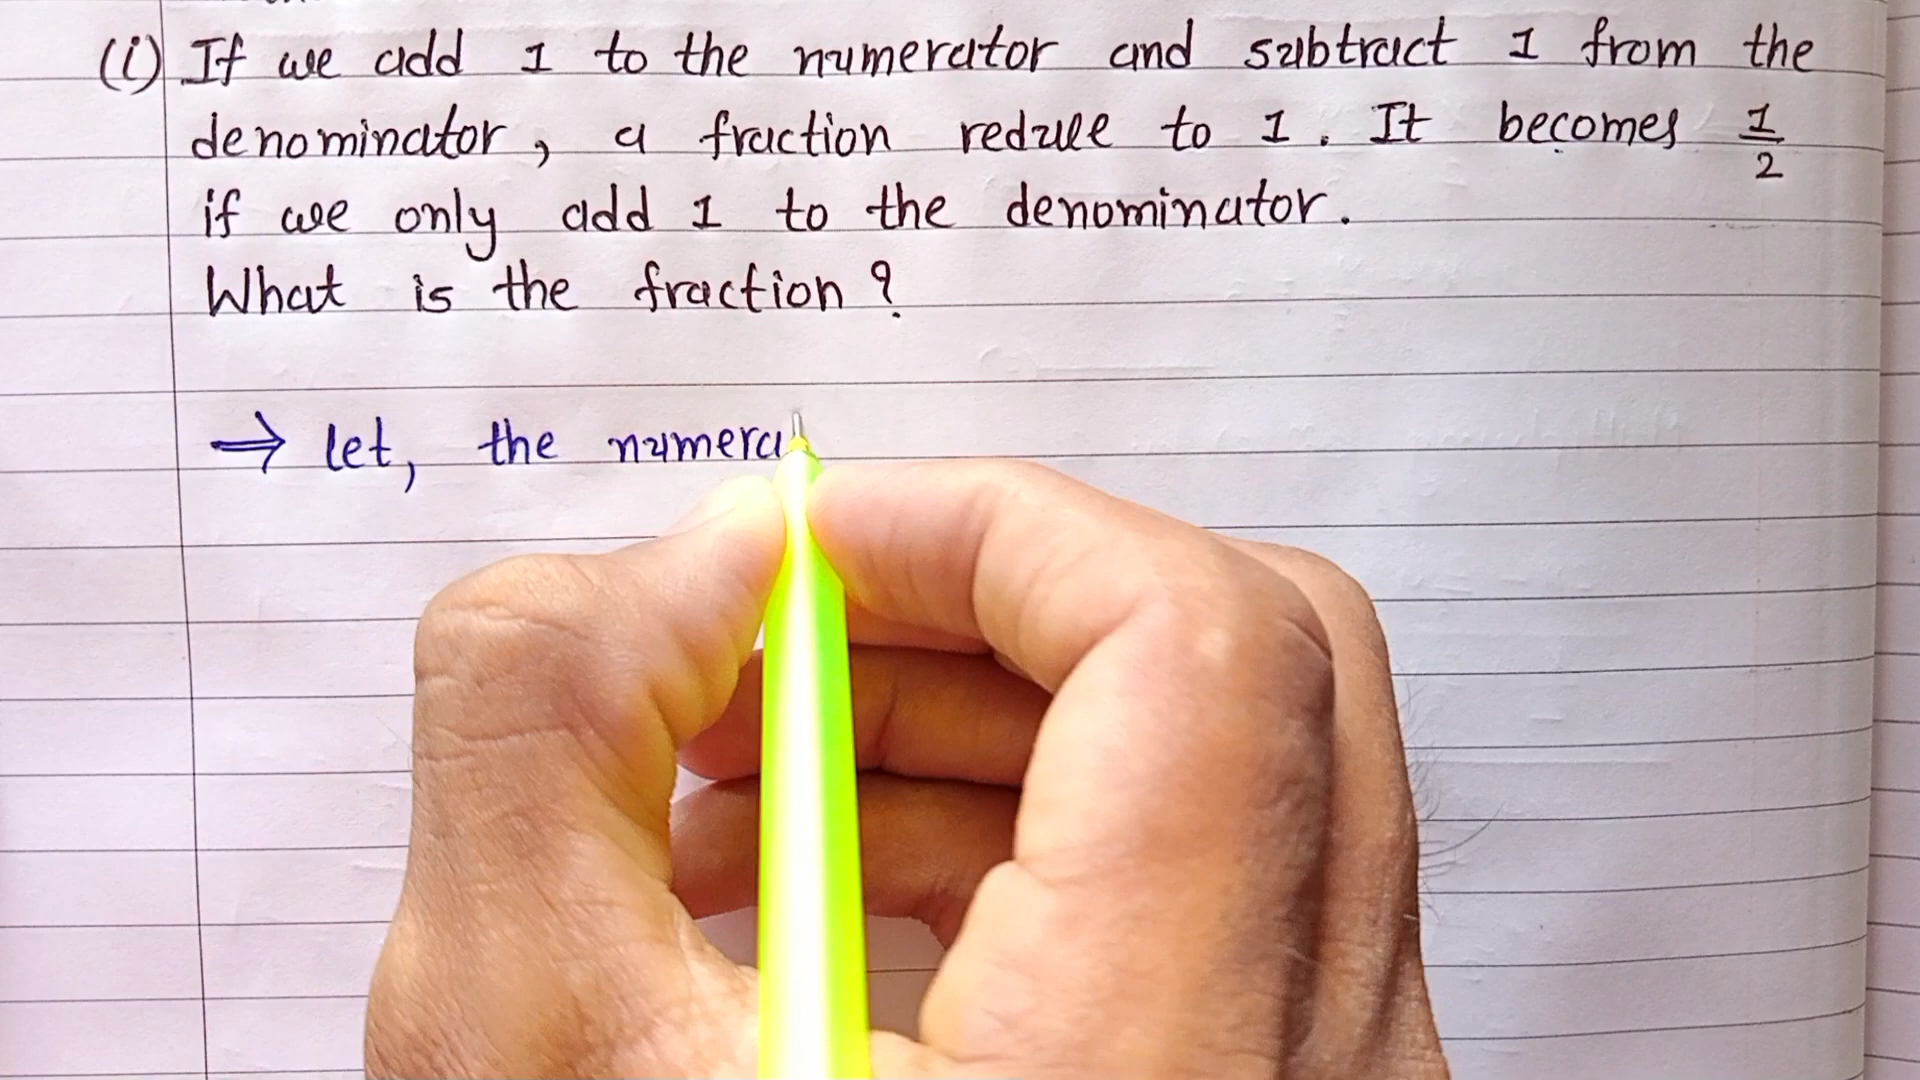 (i) If we add 1 to the numerator and subtract 1 from the
denominator, a fraction reduce to 1. It becomes 1/2
if we only add 1 to the denominator.
What is the fraction?
⇒ let, the numera